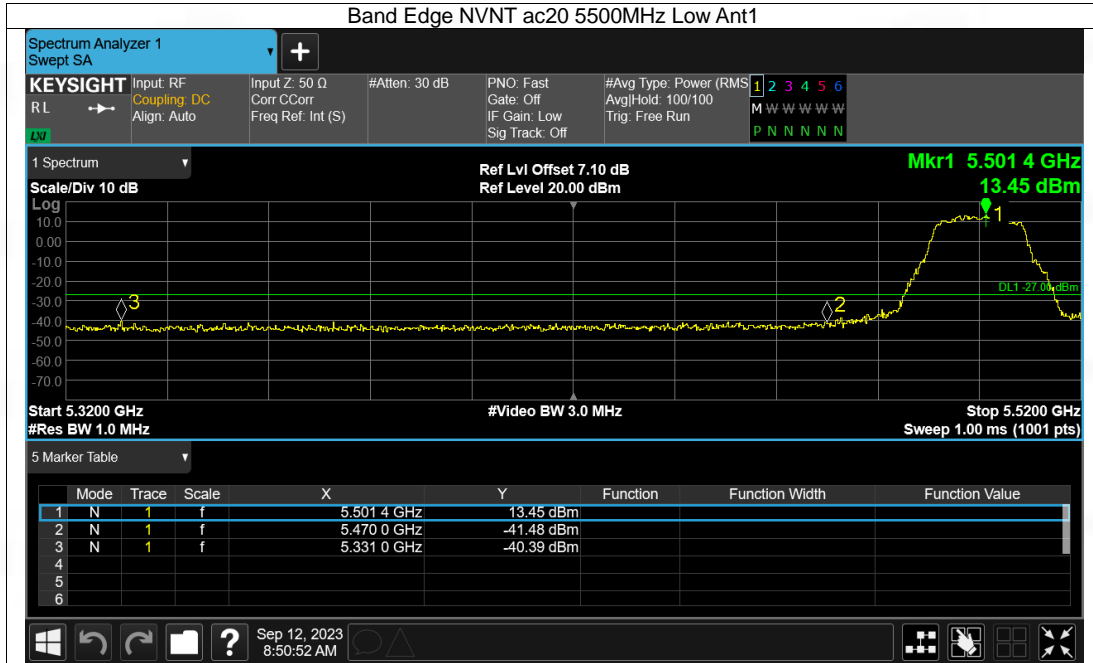 Band Edge NVNT ac20 5500MHz Low Ant1
Spectrum Analyzer 1
Swept SA
KEYSIGHT
RL
LXI
Input: RF
Coupling: DC
Align: Auto
Input Z: 50 Ω
Corr CCorr
Freq Ref: Int (S)
#Atten: 30 dB
PNO: Fast
Gate: Off
IF Gain: Low
Sig Track: Off
#Avg Type: Power (RMS
Avg|Hold: 100/100
Trig: Free Run
1 2 3 4 5 6
M W W W W W
P N N N N N
1 Spectrum
Scale/Div 10 dB
Ref Lvl Offset 7.10 dB
Ref Level 20.00 dBm
Mkr1 5.501 4 GHz
13.45 dBm
Log
10.0
0.00
-10.0
-20.0
-30.0
-40.0
-50.0
-60.0
-70.0
1
DL1 -27.00 dBm
3
2
Start 5.3200 GHz
#Video BW 3.0 MHz
Stop 5.5200 GHz
#Res BW 1.0 MHz
Sweep 1.00 ms (1001 pts)
5 Marker Table
Mode Trace Scale X Y Function Function Width Function Value
1 N 1 f 5.501 4 GHz 13.45 dBm
2 N 1 f 5.470 0 GHz -41.48 dBm
3 N 1 f 5.331 0 GHz -40.39 dBm
4
5
6
?
Sep 12, 2023
8:50:52 AM